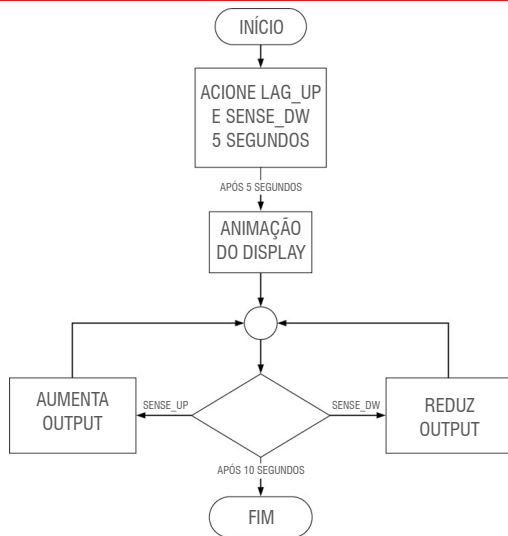 INÍCIO
ACIONE LAG_UP
E SENSE_DW
5 SEGUNDOS
APÓS 5 SEGUNDOS
ANIMAÇÃO
DO DISPLAY
AUMENTA
OUTPUT
SENSE_UP
SENSE_DW
REDUZ
OUTPUT
APÓS 10 SEGUNDOS
FIM